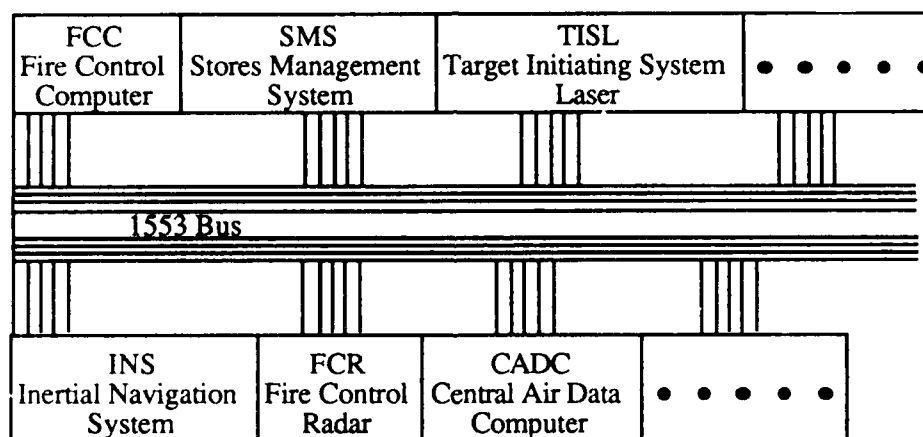 FCC
Fire Control
Computer
SMS
Stores Management
System
TISL
Target Initiating System
Laser
1553 Bus
INS
Inertial Navigation
System
FCR
Fire Control
Radar
CADC
Central Air Data
Computer